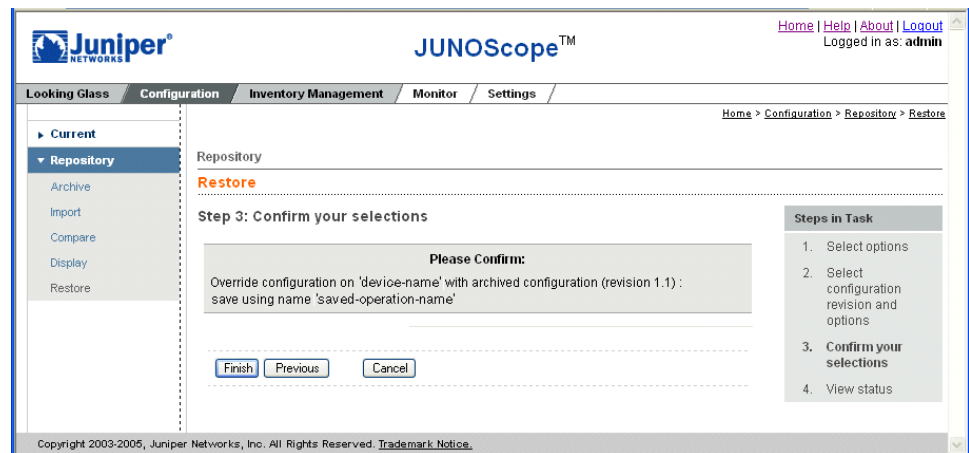 Home | Help | About | Logout
Logged in as: admin
Juniper®
NETWORKS
JUNOScope™
Looking Glass / Configuration / Inventory Management / Monitor / Settings /
Home > Configuration > Repository > Restore
Current
Repository
Archive
Import
Compare
Display
Restore
Repository
Restore
Step 3: Confirm your selections
Please Confirm:
Override configuration on 'device-name' with archived configuration (revision 1.1) :
save using name 'saved-operation-name'
Finish Previous Cancel
Steps in Task
1. Select options
2. Select
configuration
revision and
options
3. Confirm your
selections
4. View status
Copyright 2003-2005, Juniper Networks, Inc. All Rights Reserved. Trademark Notice.